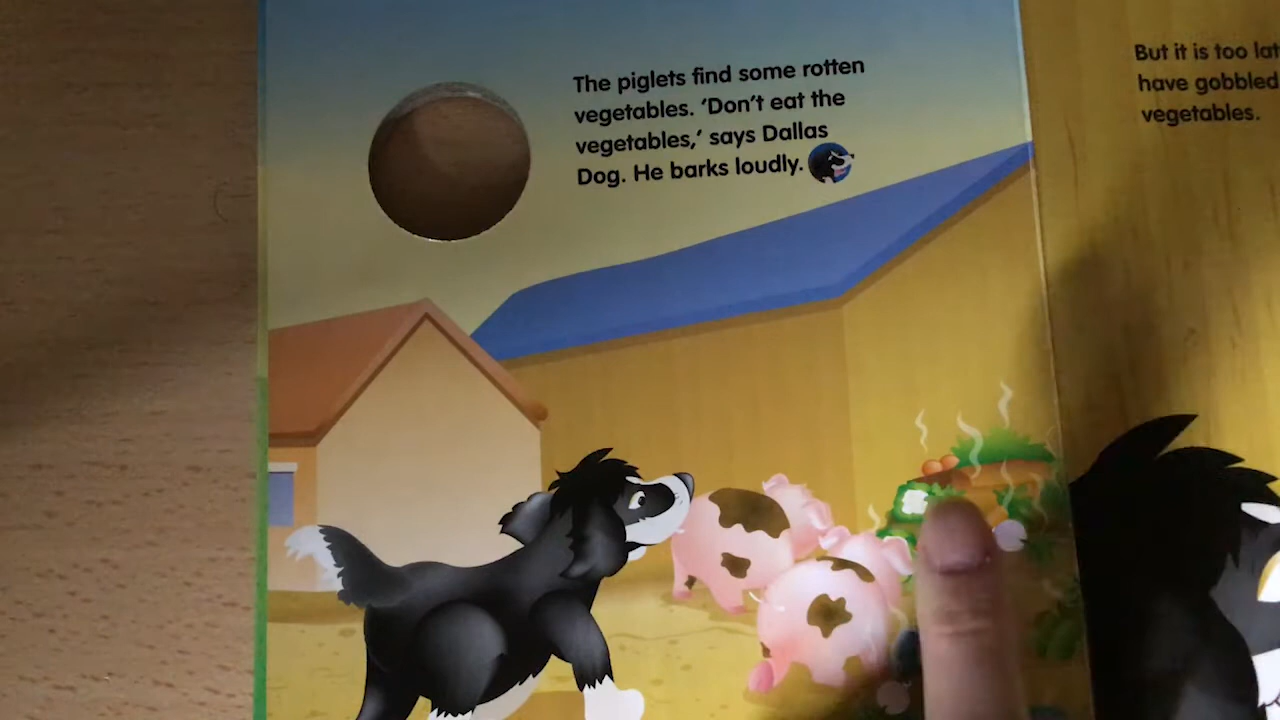 The piglets find some rotten
vegetables. ‘Don’t eat the
vegetables,’ says Dallas
Dog. He barks loudly.
But it is too
have gobbled
vegetables.